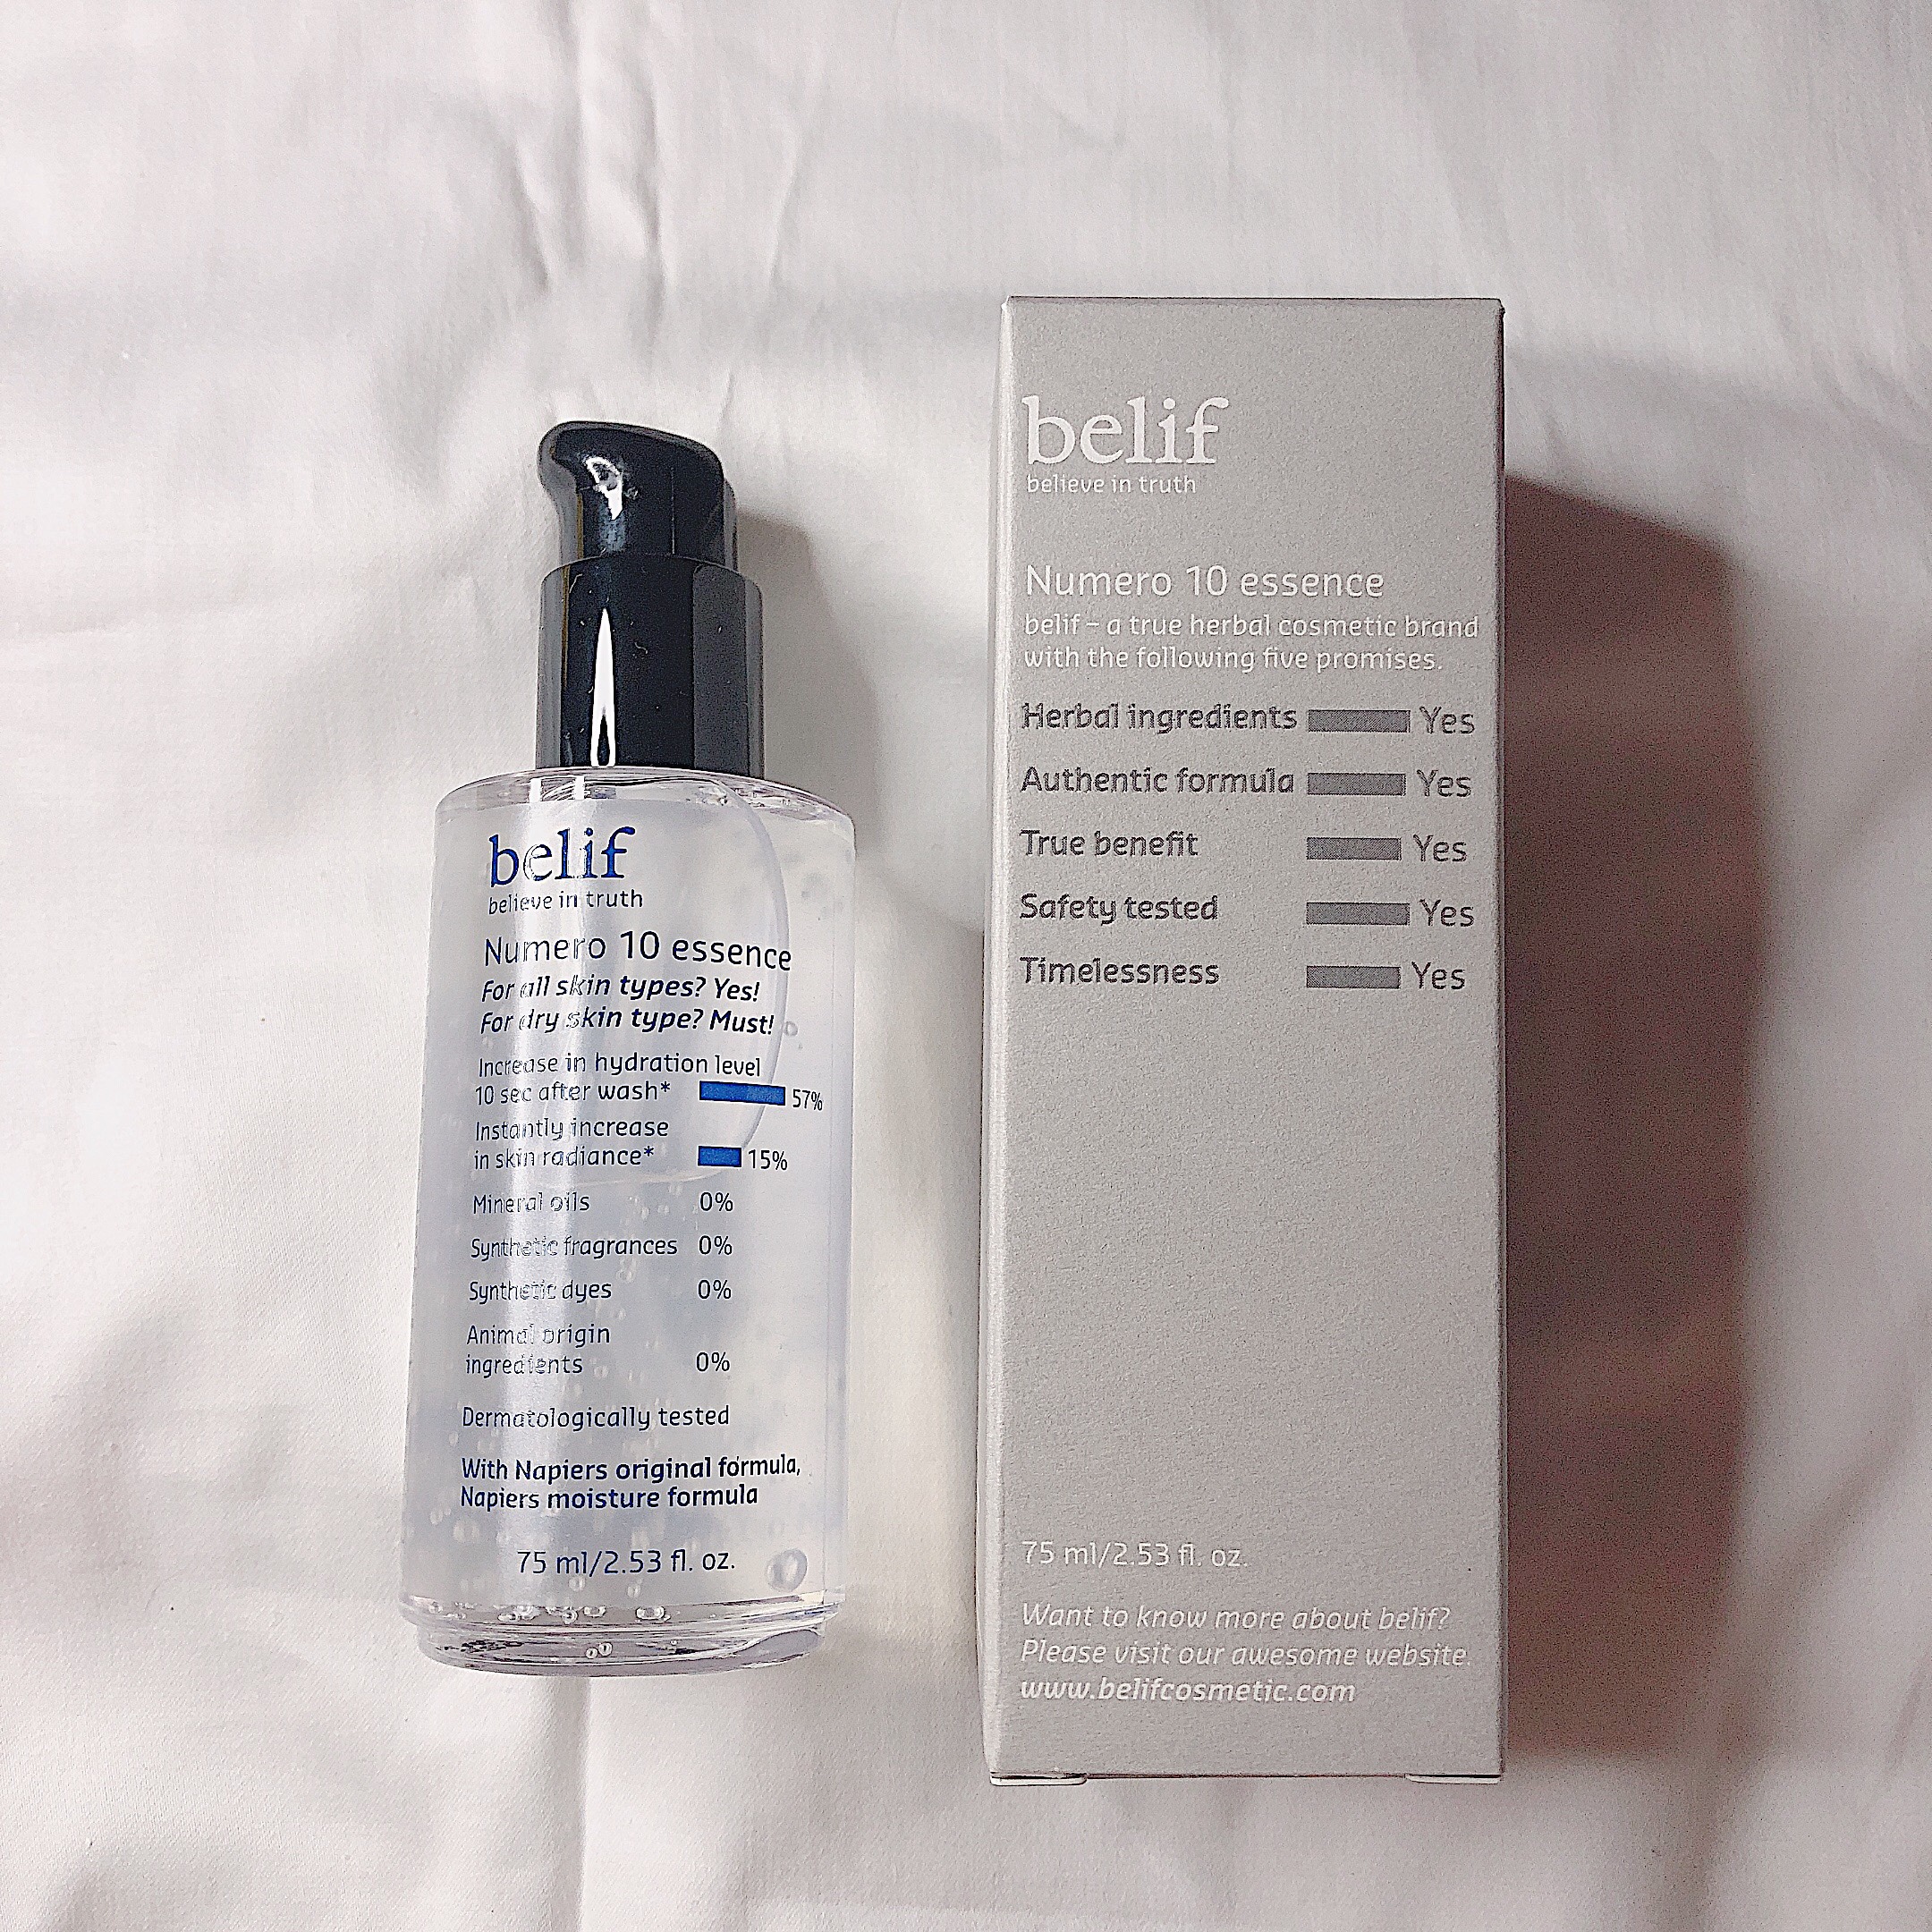 belif
believe in truth
Numero 10 essence
For all skin types? Yes!
For dry skin type? Must!
Increase in hydration level
10 sec after wash* 57%
Instantly increase
in skin radiance* 15%
Mineral oils 0%
Synthetic fragrances 0%
Synthetic dyes 0%
Animal origin
ingredients 0%
Dermatologically tested
With Napiers original formula,
Napiers moisture formula
75 ml/2.53 fl. oz.
belif
believe in truth
Numero 10 essence
belif – a true herbal cosmetic brand
with the following five promises.
Herbal ingredients Yes
Authentic formula Yes
True benefit Yes
Safety tested Yes
Timelessness Yes
75 ml/2.53 fl. oz.
Want to know more about belif?
Please visit our awesome website.
www.belifcosmetic.com